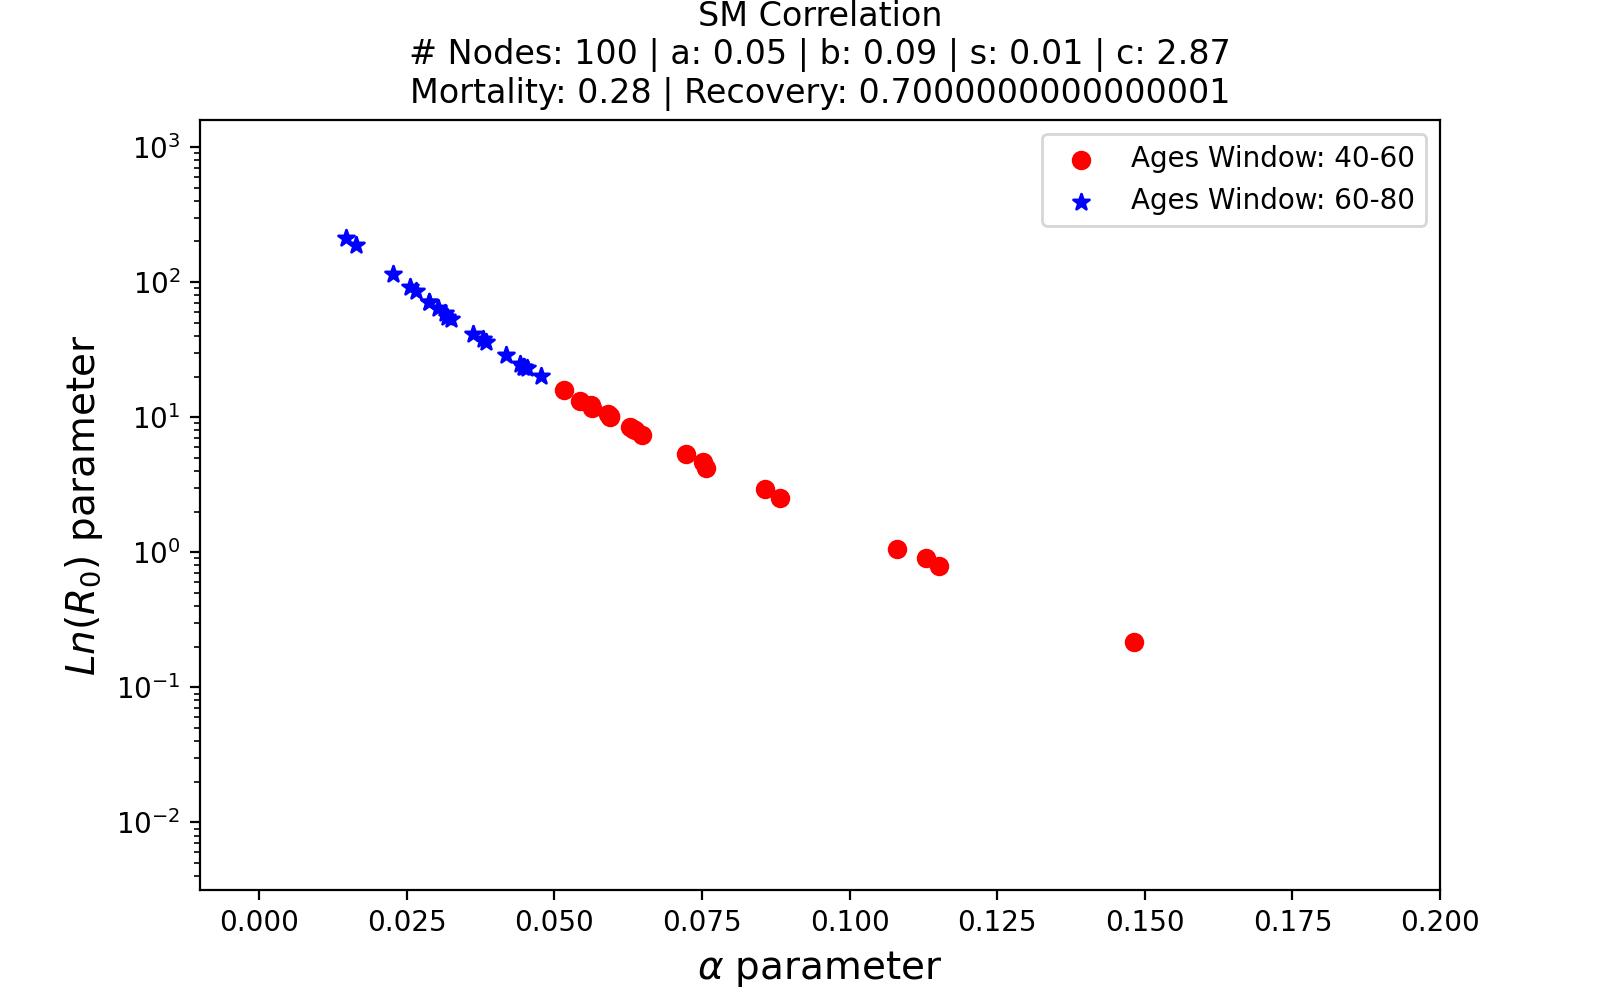 SM Correlation
# Nodes: 100 | a: 0.05 | b: 0.09 | s: 0.01 | c: 2.87
Mortality: 0.28 | Recovery: 0.7000000000000001
Ages Window: 40-60
Ages Window: 60-80
10³
10²
10¹
10⁰
10⁻¹
10⁻²
Ln(R₀) parameter
0.000 0.025 0.050 0.075 0.100 0.125 0.150 0.175 0.200
α parameter